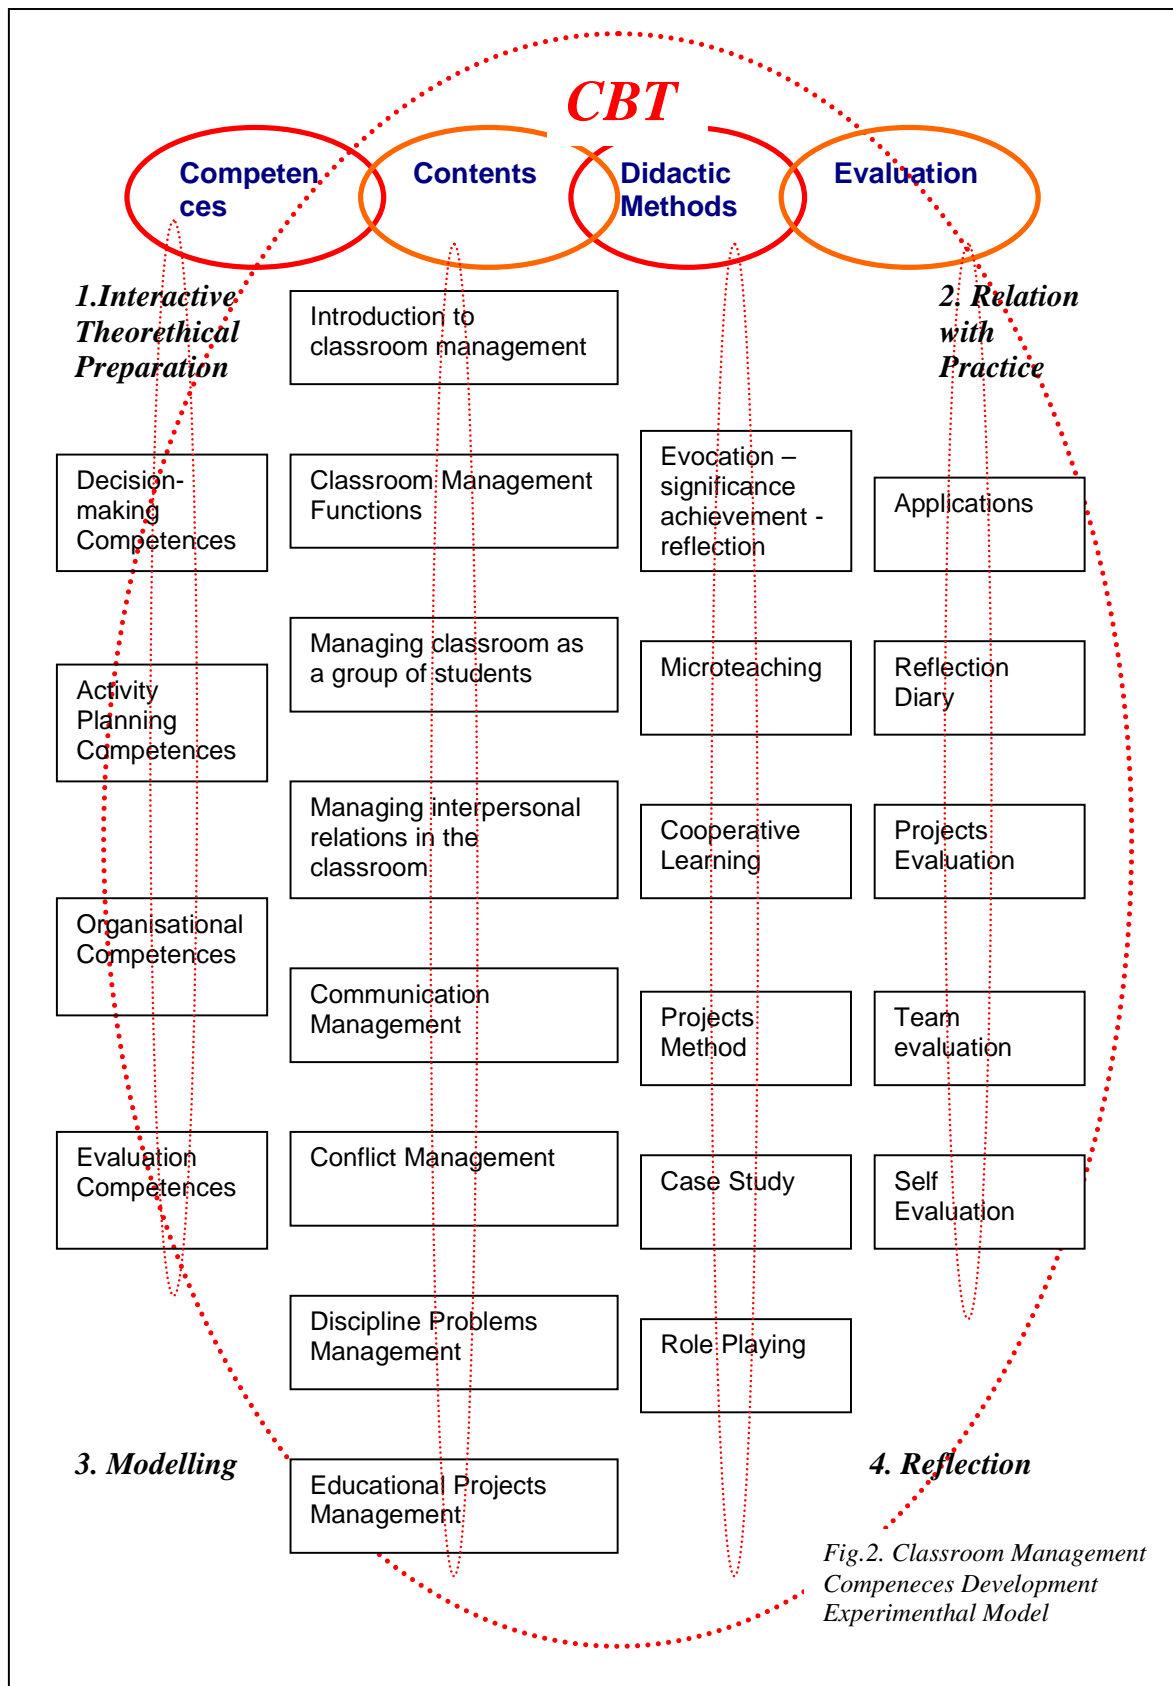 CBT
Competen
ces
Contents
Didactic
Methods
Evaluation
1.Interactive
Theorethical
Preparation
2. Relation
with
Practice
Decision-
making
Competences
Activity
Planning
Competences
Organisational
Competences
Evaluation
Competences
Introduction to
classroom management
Classroom Management
Functions
Managing classroom as
a group of students
Managing interpersonal
relations in the
classroom
Communication
Management
Conflict Management
Discipline Problems
Management
Educational Projects
Management
Evocation –
significance
achievement -
reflection
Microteaching
Cooperative
Learning
Projects
Method
Case Study
Role Playing
Applications
Reflection
Diary
Projects
Evaluation
Team
evaluation
Self
Evaluation
3. Modelling
4. Reflection
Fig.2. Classroom Management
Compeneces Development
Experimenthal Model